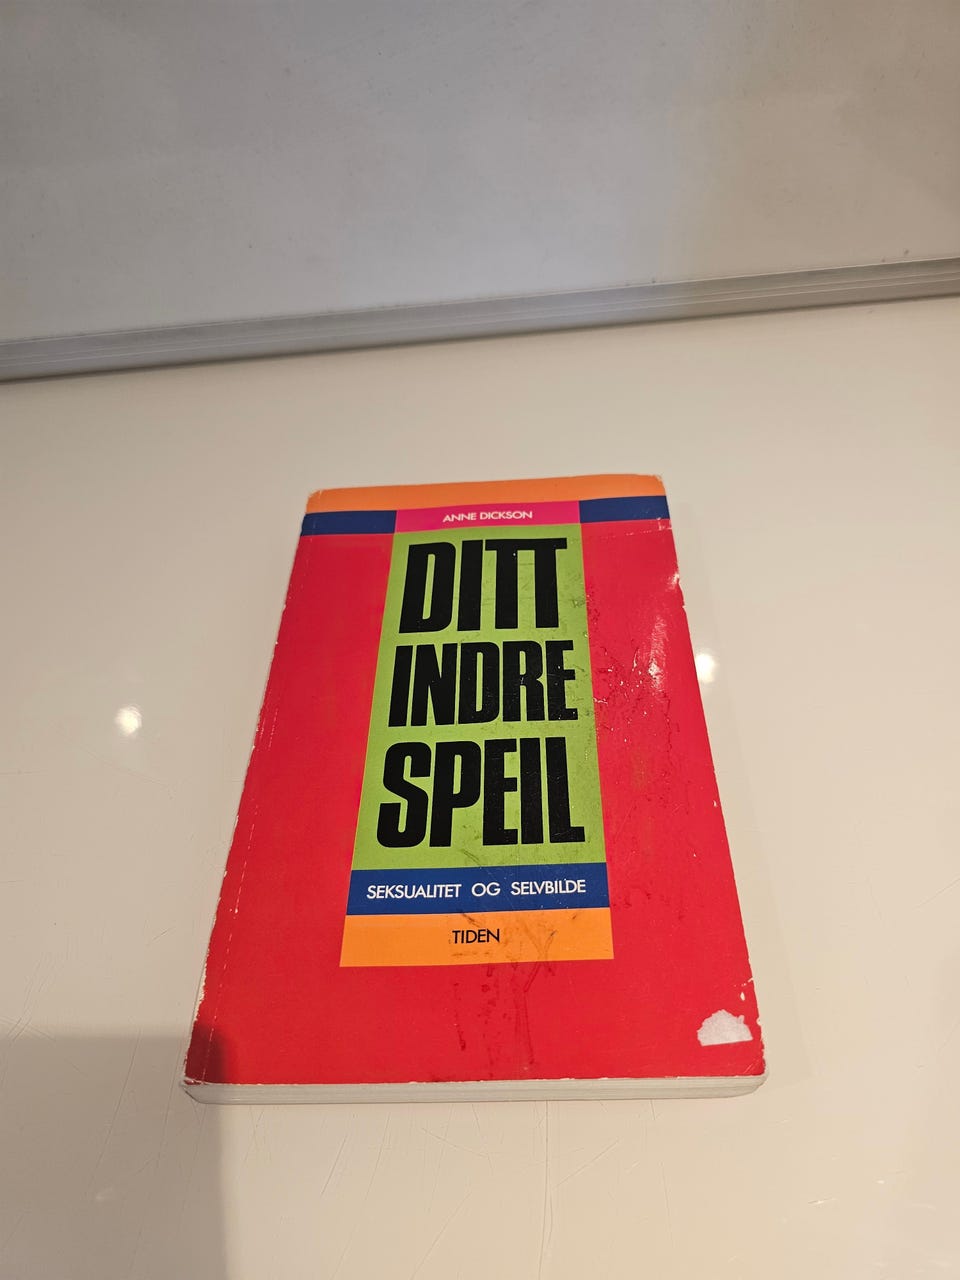 ANNE DICKSON
DITT
INDRE
SPEIL
SEKSUALITET OG SELVBILDE
TIDEN